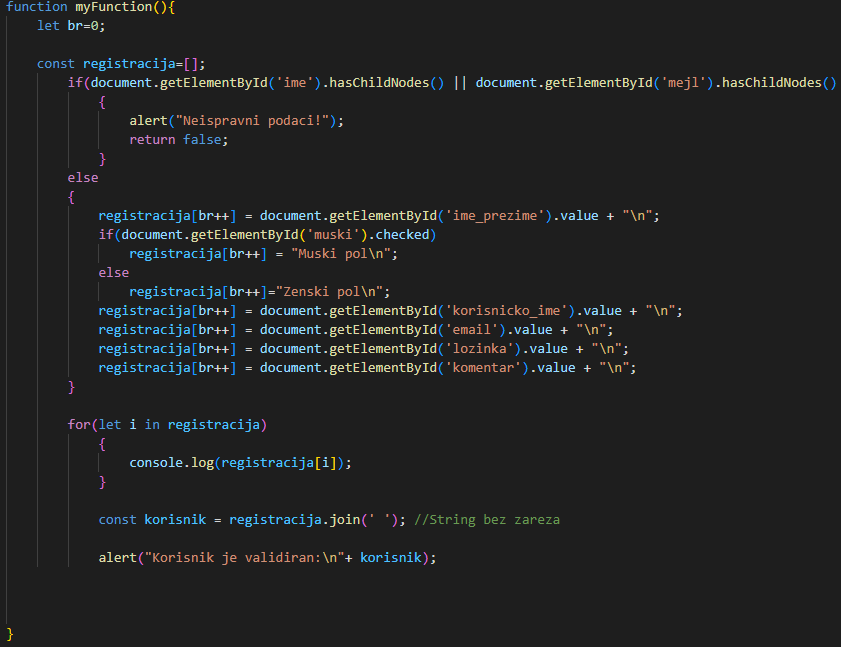 function myFunction(){
let br=0;
const registracija=[];
if(document.getElementById('ime').hasChildNodes() || document.getElementById('mejl').hasChildNodes()
{
alert("Neispravni podaci!");
return false;
}
else
{
registracija[br++] = document.getElementById('ime_prezime').value + "\n";
if(document.getElementById('muski').checked)
registracija[br++] = "Muski pol\n";
else
registracija[br++]="Zenski pol\n";
registracija[br++] = document.getElementById('korisnicko_ime').value + "\n";
registracija[br++] = document.getElementById('email').value + "\n";
registracija[br++] = document.getElementById('lozinka').value + "\n";
registracija[br++] = document.getElementById('komentar').value + "\n";
}
for(let i in registracija)
{
console.log(registracija[i]);
}
const korisnik = registracija.join(' '); //String bez zareza
alert("Korisnik je validiran:\n"+ korisnik);
}